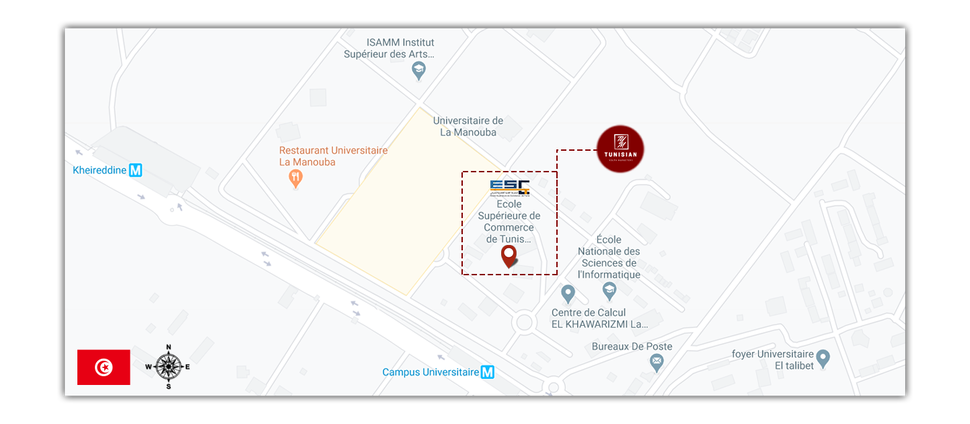 ISAMM Institut
Supérieur des Arts...
Universitaire de
La Manouba
Restaurant Universitaire
La Manouba
TUNISIAN
Kheireddine M
ESC
Ecole
Supérieure de
Commerce
de Tunis...
École
Nationale des
Sciences de
l'Informatique
Centre de Calcul
EL KHAWARIZMI La...
Bureaux De Poste
foyer Universitaire
El talibet
Campus Universitaire M
N
W
E
S